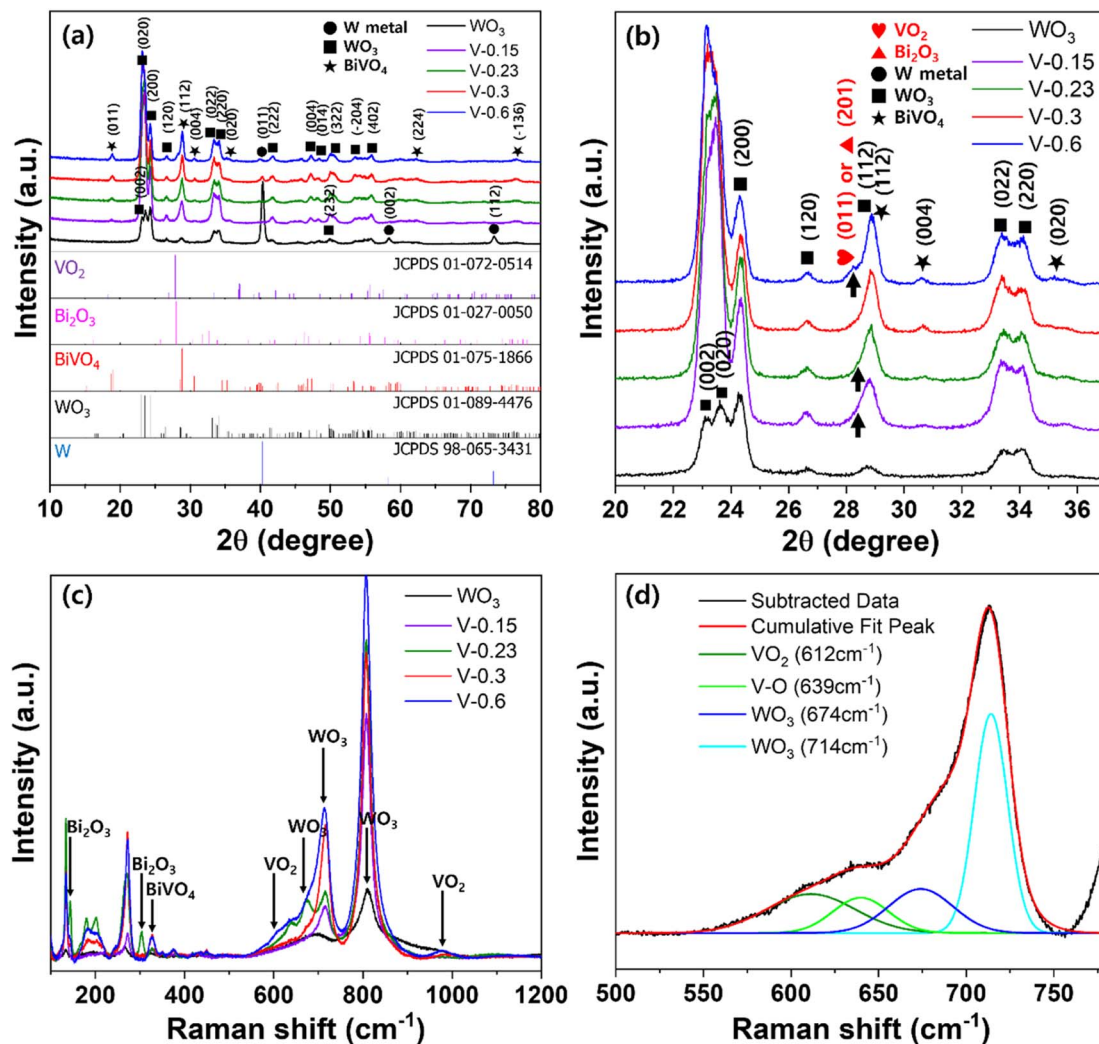 (a)
W metal
WO3
BiVO4
WO3
V-0.15
V-0.23
V-0.3
V-0.6
(020)
(200)
(011)
(002)
(120)
(112)
(004)
(022)
(220)
(020)
(011)
(222)
(004)
(014)
(322)
(232)
(-204)
(402)
(002)
(224)
(112)
(-136)
VO2
JCPDS 01-072-0514
Bi2O3
JCPDS 01-027-0050
BiVO4
JCPDS 01-075-1866
WO3
JCPDS 01-089-4476
W
JCPDS 98-065-3431
10 20 30 40 50 60 70 80
2θ (degree)
Intensity (a.u.)
(b)
VO2
Bi2O3
W metal
WO3
BiVO4
WO3
V-0.15
V-0.23
V-0.3
V-0.6
(002)
(020)
(200)
(120)
(011) or (201)
(112)
(112)
(004)
(022)
(220)
(020)
20 22 24 26 28 30 32 34 36
2θ (degree)
Intensity (a.u.)
(c)
WO3
V-0.15
V-0.23
V-0.3
V-0.6
Bi2O3
Bi2O3
BiVO4
VO2
WO3
WO3
WO3
VO2
200 400 600 800 1000 1200
Raman shift (cm-1)
Intensity (a.u.)
(d)
Subtracted Data
Cumulative Fit Peak
VO2 (612cm-1)
V-O (639cm-1)
WO3 (674cm-1)
WO3 (714cm-1)
500 550 600 650 700 750
Raman shift (cm-1)
Intensity (a.u.)